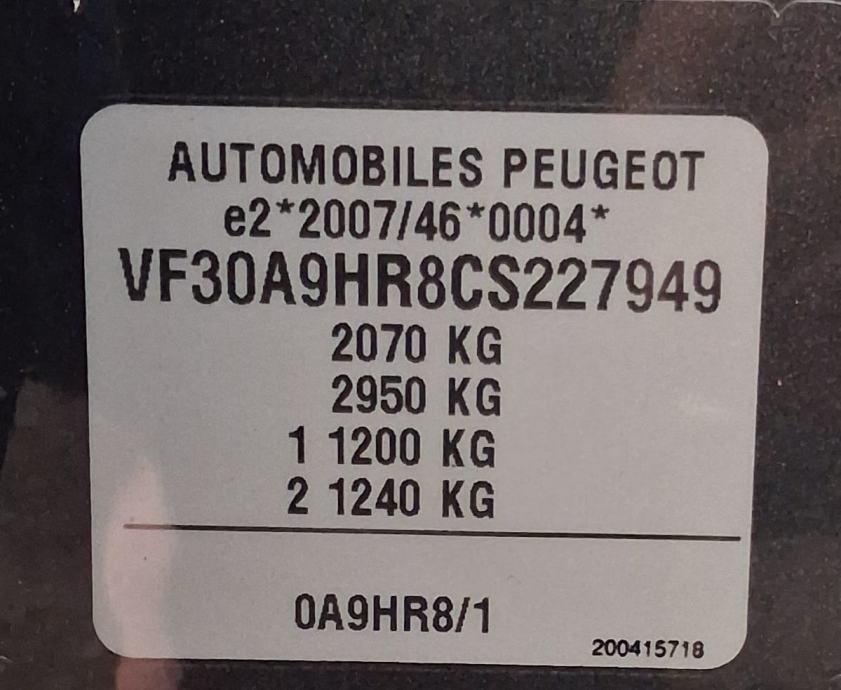 AUTOMOBILES PEUGEOT
e2*2007/46*0004*
VF30A9HR8CS227949
2070 KG
2950 KG
1 1200 KG
2 1240 KG
0A9HR8/1
200415718